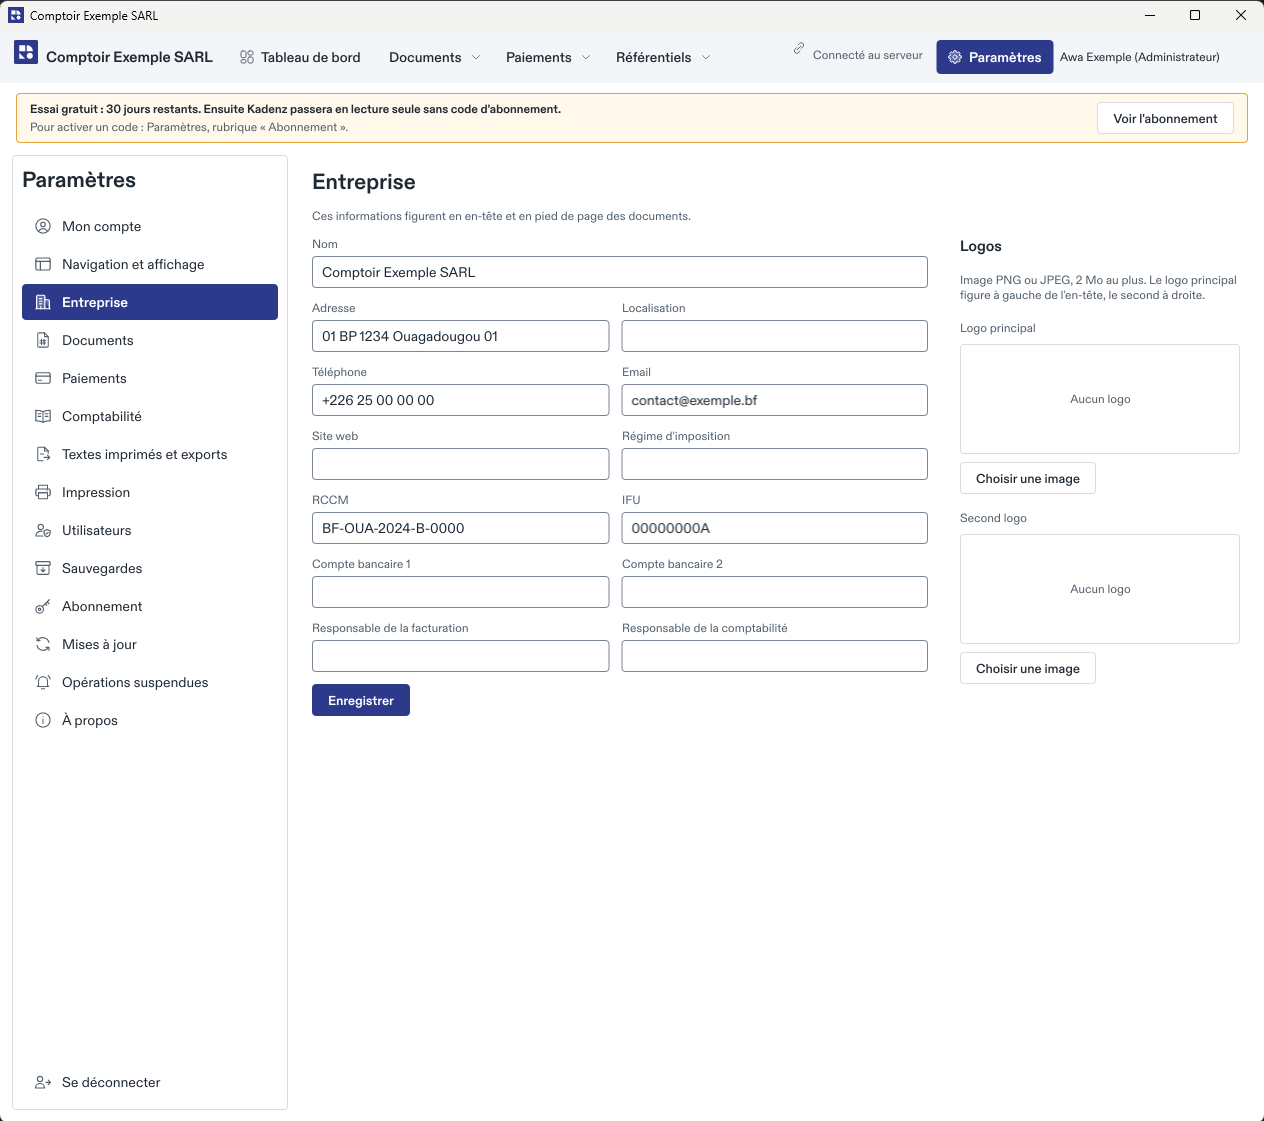 Comptoir Exemple SARL
Comptoir Exemple SARL
Tableau de bord
Documents
Paiements
Référentiels
Connecté au serveur
Paramètres
Awa Exemple (Administrateur)
Essai gratuit : 30 jours restants. Ensuite Kadenz passera en lecture seule sans code d'abonnement.
Pour activer un code : Paramètres, rubrique « Abonnement ».
Voir l'abonnement
Paramètres
Mon compte
Navigation et affichage
Entreprise
Documents
Paiements
Comptabilité
Textes imprimés et exports
Impression
Utilisateurs
Sauvegardes
Abonnement
Mises à jour
Opérations suspendues
À propos
Se déconnecter
Entreprise
Ces informations figurent en en-tête et en pied de page des documents.
Nom
Comptoir Exemple SARL
Adresse
Localisation
01 BP 1234 Ouagadougou 01
Téléphone
Email
+226 25 00 00 00
contact@exemple.bf
Site web
Régime d'imposition
RCCM
IFU
BF-OUA-2024-B-0000
00000000A
Compte bancaire 1
Compte bancaire 2
Responsable de la facturation
Responsable de la comptabilité
Enregistrer
Logos
Image PNG ou JPEG, 2 Mo au plus. Le logo principal
figure à gauche de l'en-tête, le second à droite.
Logo principal
Aucun logo
Choisir une image
Second logo
Aucun logo
Choisir une image